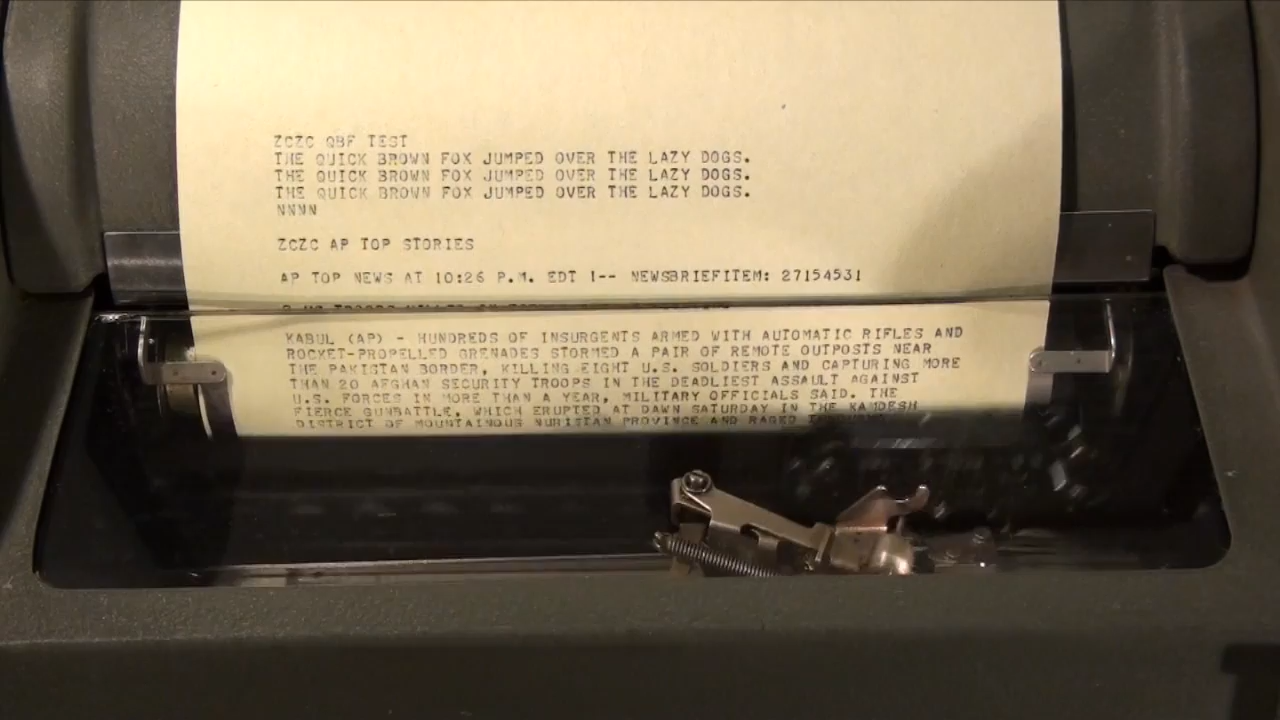 ZCZC QBF TEST
THE QUICK BROWN FOX JUMPED OVER THE LAZY DOGS.
THE QUICK BROWN FOX JUMPED OVER THE LAZY DOGS.
THE QUICK BROWN FOX JUMPED OVER THE LAZY DOGS.
NNNN
ZCZC AP TOP STORIES
AP TOP NEWS AT 10:26 P.M. EDT I-- NEWSBRIEFITEM: 27154531
8 US TROOPS KILLED IN
KABUL (AP) - HUNDREDS OF INSURGENTS ARMED WITH AUTOMATIC RIFLES AND
ROCKET-PROPELLED GRENADES STORMED A PAIR OF REMOTE OUTPOSTS NEAR
THE PAKISTAN BORDER, KILLING EIGHT U.S. SOLDIERS AND CAPTURING MORE
THAN 20 AFGHAN SECURITY TROOPS IN THE DEADLIEST ASSAULT AGAINST
U.S. FORCES IN MORE THAN A YEAR, MILITARY OFFICIALS SAID. THE
FIERCE GUNBATTLE, WHICH ERUPTED AT DAWN SATURDAY IN THE KAMDESH
DISTRICT OF MOUNTAINOUS NURISTAN PROVINCE AND RAGED